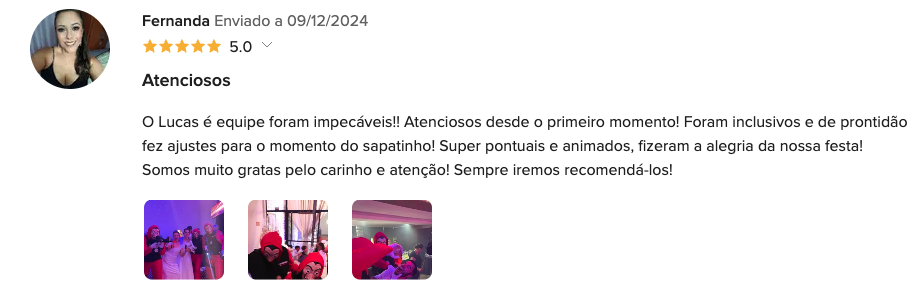 Fernanda Enviado a 09/12/2024
5.0
Atenciosos
O Lucas é equipe foram impecáveis!! Atenciosos desde o primeiro momento! Foram inclusivos e de prontidão
fez ajustes para o momento do sapatinho! Super pontuais e animados, fizeram a alegria da nossa festa!
Somos muito gratas pelo carinho e atenção! Sempre iremos recomendá-los!